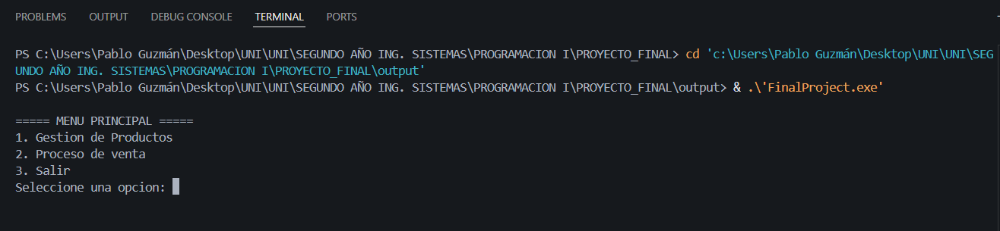 PROBLEMS OUTPUT DEBUG CONSOLE TERMINAL PORTS
PS C:\Users\Pablo Guzmán\Desktop\UNI\UNI\SEGUNDO AÑO ING. SISTEMAS\PROGRAMACION I\PROYECTO_FINAL> cd 'c:\Users\Pablo Guzmán\Desktop\UNI\UNI\SEG
UNDO AÑO ING. SISTEMAS\PROGRAMACION I\PROYECTO_FINAL\output'
PS C:\Users\Pablo Guzmán\Desktop\UNI\UNI\SEGUNDO AÑO ING. SISTEMAS\PROGRAMACION I\PROYECTO_FINAL\output> & .\'FinalProject.exe'
===== MENU PRINCIPAL =====
1. Gestion de Productos
2. Proceso de venta
3. Salir
Seleccione una opcion: